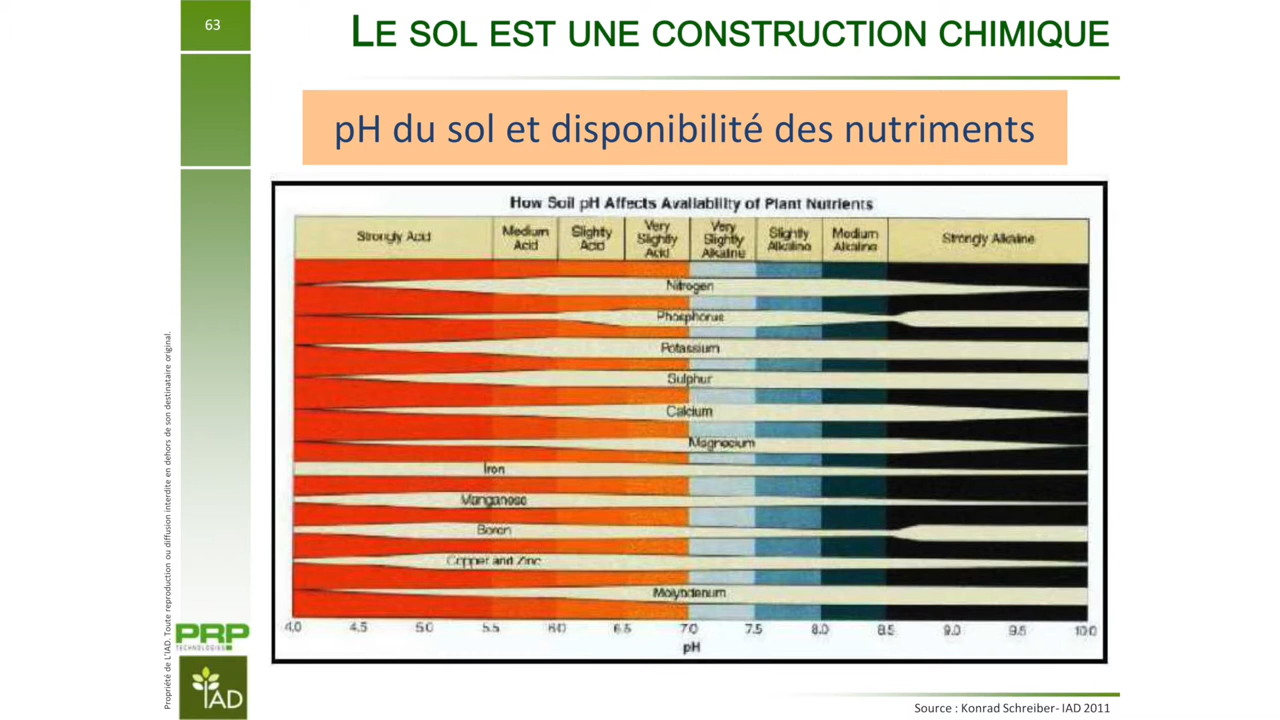 63
LE SOL EST UNE CONSTRUCTION CHIMIQUE
pH du sol et disponibilité des nutriments
How Soil pH Affects Availability of Plant Nutrients
Strongly Acid
Medium Acid
Slighty Acid
Very Slightly Acid
Very Slightly Alkaline
Slightly Alkaline
Medium Alkaline
Strongly Alkaline
Nitrogen
Phosphorus
Potassium
Sulphur
Calcium
Magnesium
Iron
Manganese
Boron
Copper and Zinc
Molybdenum
4.0 4.5 5.0 5.5 6.0 6.5 7.0 7.5 8.0 8.5 9.0 9.5 10.0
pH
Propriété de L'IAD. Toute reproduction ou diffusion interdite en dehors de son destinataire original.
PRP
TECHNOLOGIES
IAD
Source : Konrad Schreiber- IAD 2011